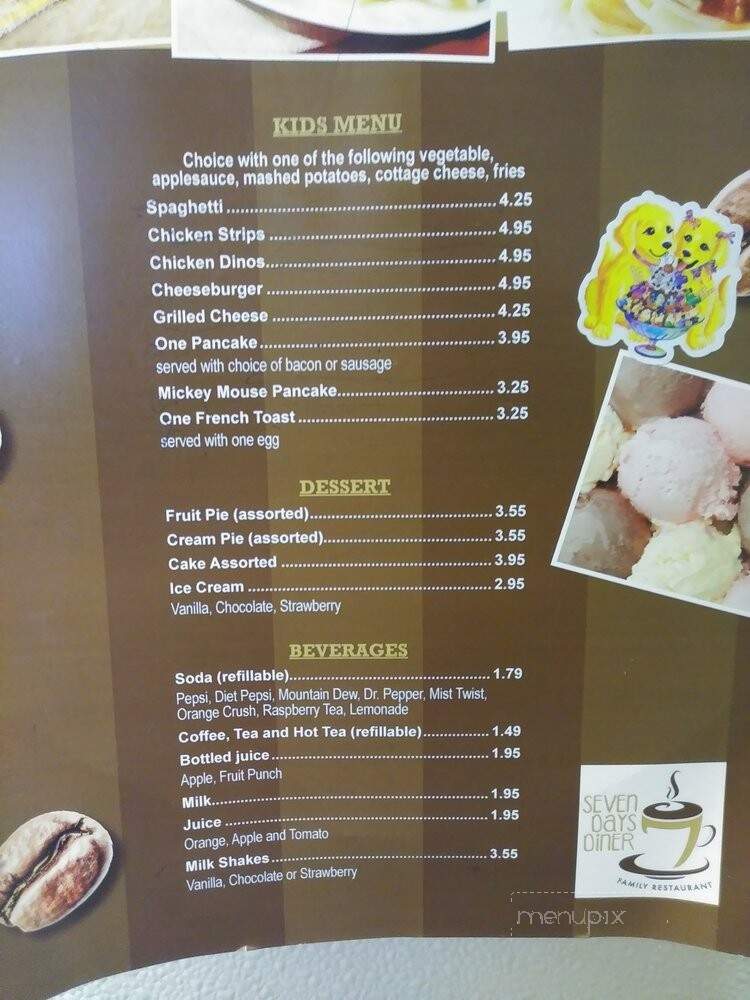 KIDS MENU
Choice with one of the following vegetable,
applesauce, mashed potatoes, cottage cheese, fries
Spaghetti 4.25
Chicken Strips 4.95
Chicken Dinos 4.95
Cheeseburger 4.95
Grilled Cheese 4.25
One Pancake 3.95
served with choice of bacon or sausage
Mickey Mouse Pancake 3.25
One French Toast 3.25
served with one egg
DESSERT
Fruit Pie (assorted) 3.55
Cream Pie (assorted) 3.55
Cake Assorted 3.95
Ice Cream 2.95
Vanilla, Chocolate, Strawberry
BEVERAGES
Soda (refillable) 1.79
Pepsi, Diet Pepsi, Mountain Dew, Dr. Pepper, Mist Twist,
Orange Crush, Raspberry Tea, Lemonade
Coffee, Tea and Hot Tea (refillable) 1.49
Bottled juice 1.95
Apple, Fruit Punch
Milk 1.95
Juice 1.95
Orange, Apple and Tomato
Milk Shakes 3.55
Vanilla, Chocolate or Strawberry
SEVEN
DAYS
DINER
7
FAMILY RESTAURANT
menupix